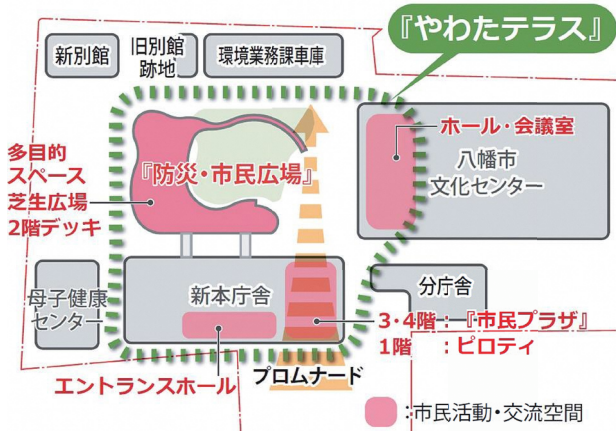 『やわたテラス』
新別館
旧別館
跡地
環境業務課車庫
ホール・会議室
八幡市
文化センター
多目的
スペース
芝生広場
2階デッキ
『防災・市民広場』
母子健康
センター
新本庁舎
分庁舎
3・4階:『市民プラザ』
1階 :ピロティ
エントランスホール
プロムナード
:市民活動・交流空間